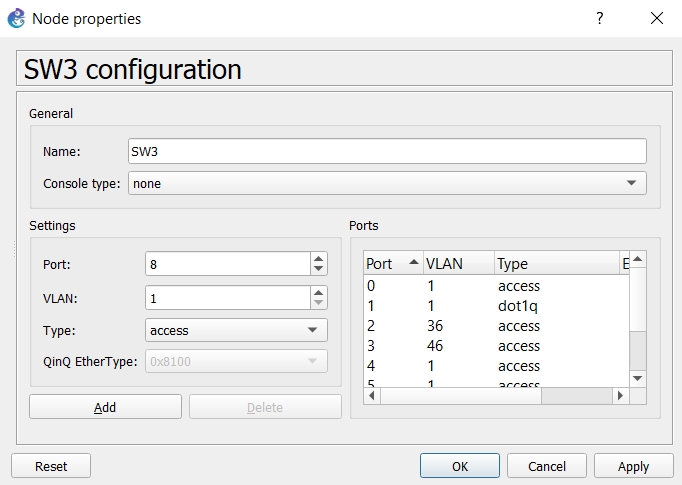 Node properties
SW3 configuration
General
Name: SW3
Console type: none
Settings
Port: 8
VLAN: 1
Type: access
QinQ EtherType: 0x8100
Add Delete
Ports
Port VLAN Type E
0 1 access
1 1 dot1q
2 36 access
3 46 access
4 1 access
5 1 access
Reset OK Cancel Apply